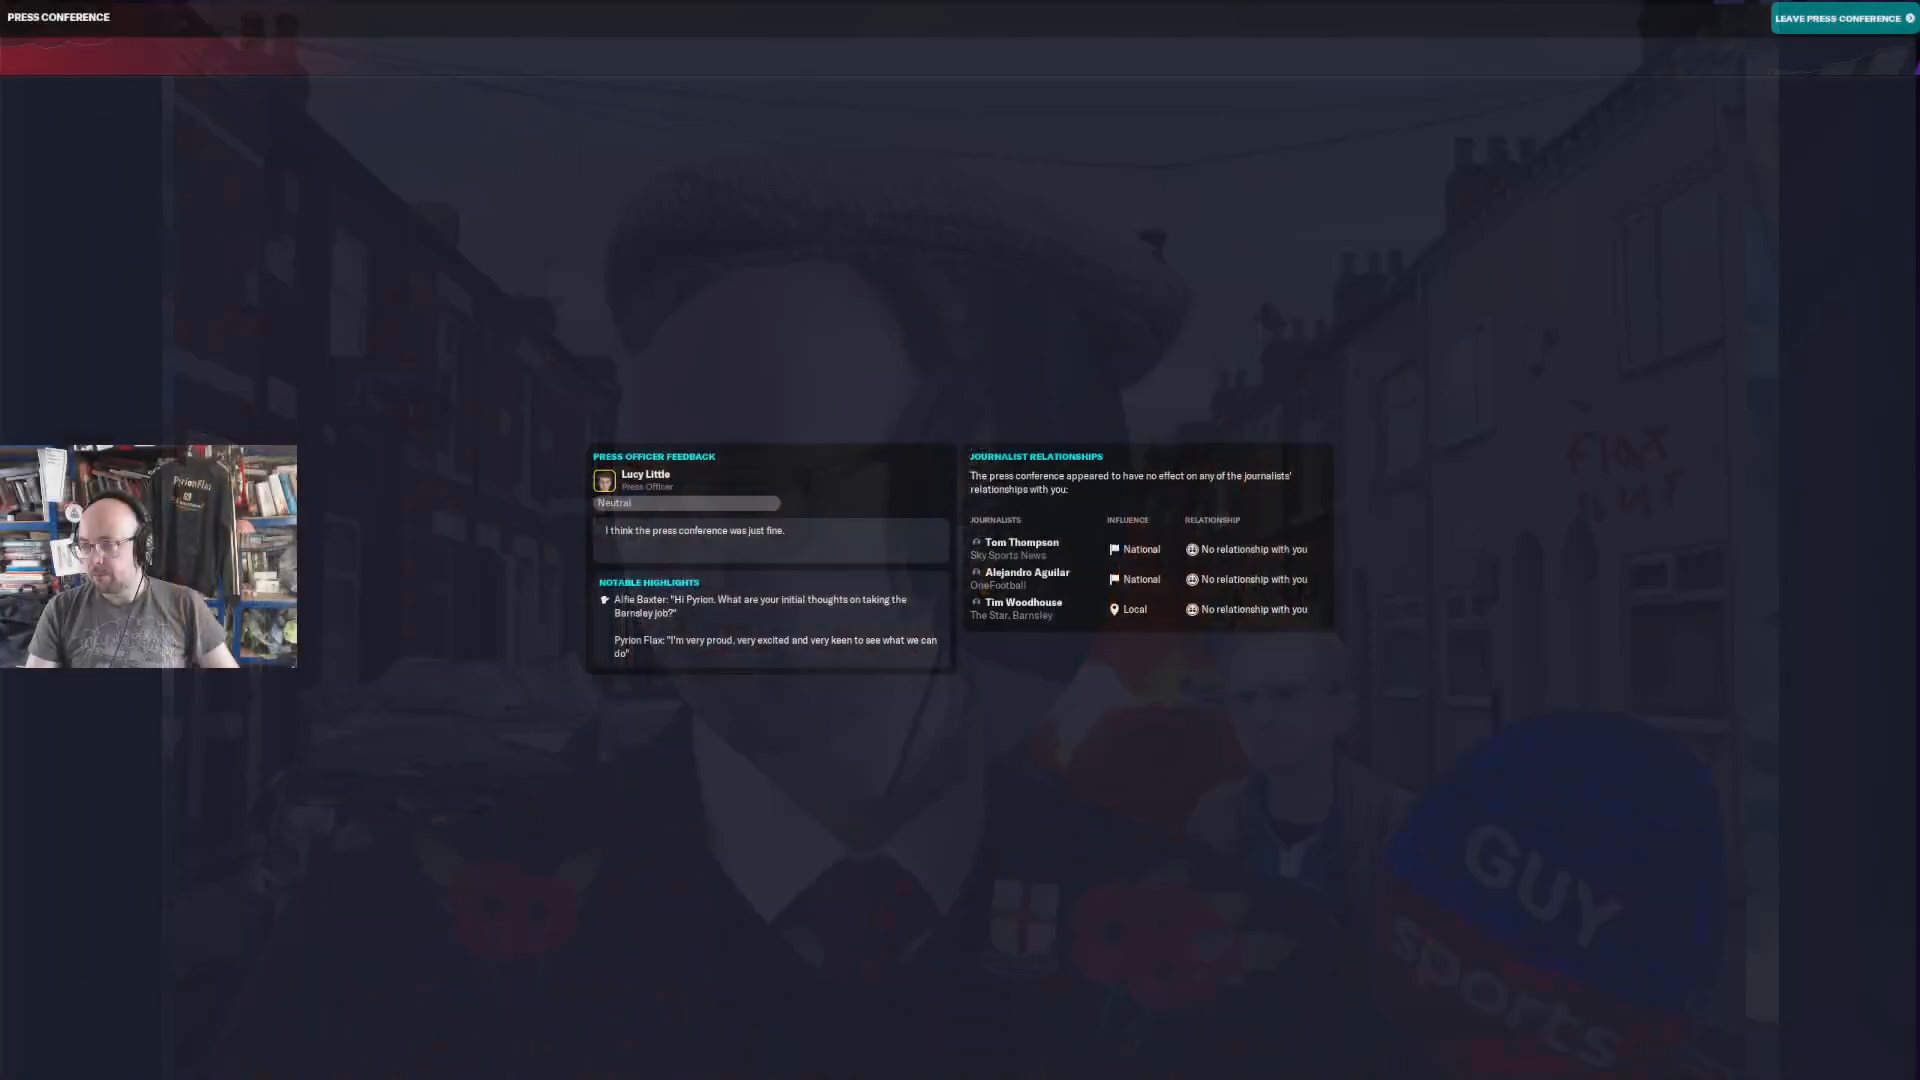 PRESS CONFERENCE
LEAVE PRESS CONFERENCE
PyrionFlax
PRESS OFFICER FEEDBACK
Lucy Little
Press Officer
Neutral
I think the press conference was just fine.
NOTABLE HIGHLIGHTS
Alfie Baxter: "Hi Pyrion. What are your initial thoughts on taking the
Barnsley job?"
Pyrion Flax: "I'm very proud, very excited and very keen to see what we can
do"
JOURNALIST RELATIONSHIPS
The press conference appeared to have no effect on any of the journalists'
relationships with you:
JOURNALISTS INFLUENCE RELATIONSHIP
Tom Thompson National No relationship with you
Sky Sports News
Alejandro Aguilar National No relationship with you
OneFootball
Tim Woodhouse Local No relationship with you
The Star, Barnsley
GUY
sports